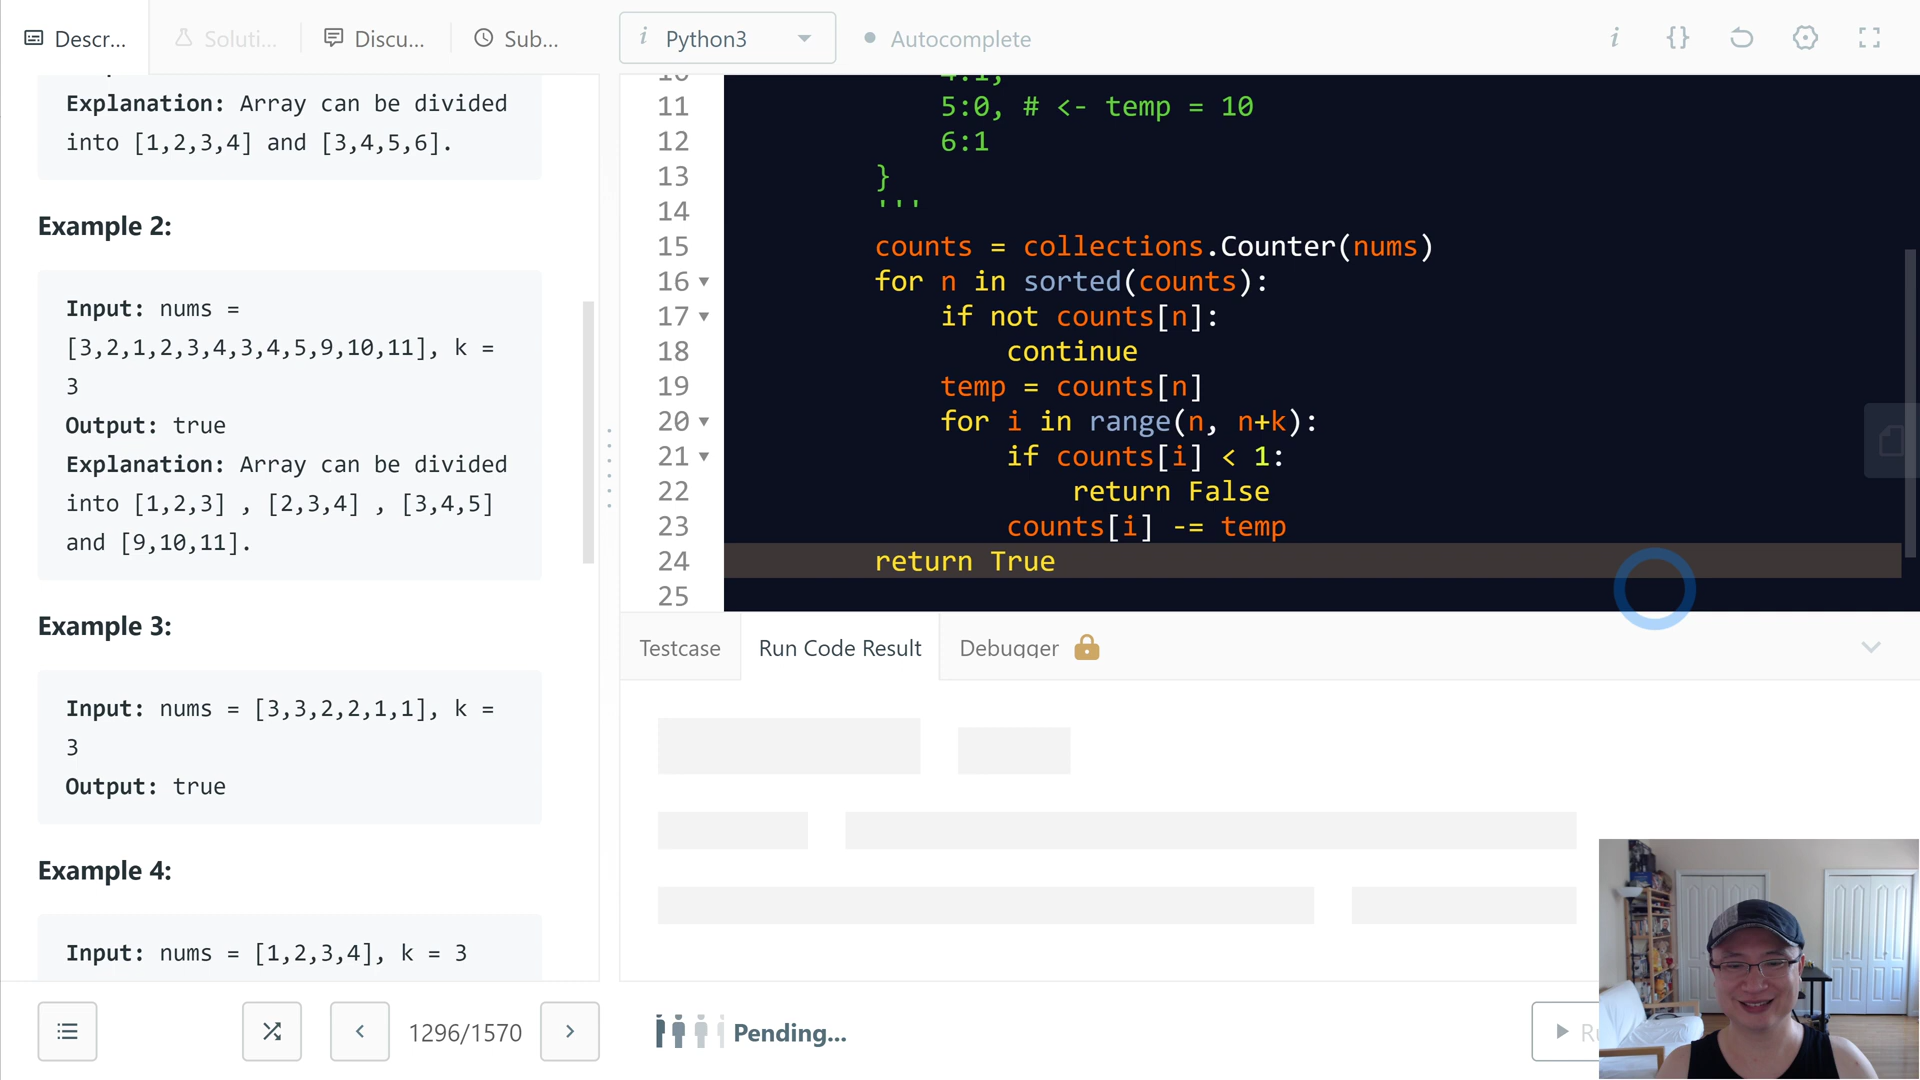 Descr...
Soluti...
Discu...
Sub...
Python3
Autocomplete
Explanation: Array can be divided
into [1,2,3,4] and [3,4,5,6].
Example 2:
Input: nums =
[3,2,1,2,3,4,3,4,5,9,10,11], k =
3
Output: true
Explanation: Array can be divided
into [1,2,3] , [2,3,4] , [3,4,5]
and [9,10,11].
Example 3:
Input: nums = [3,3,2,2,1,1], k =
3
Output: true
Example 4:
Input: nums = [1,2,3,4], k = 3
1296/1570
10 4:1,
11 5:0, # <- temp = 10
12 6:1
13 }
14 '''
15 counts = collections.Counter(nums)
16 for n in sorted(counts):
17 if not counts[n]:
18 continue
19 temp = counts[n]
20 for i in range(n, n+k):
21 if counts[i] < 1:
22 return False
23 counts[i] -= temp
24 return True
25
Testcase
Run Code Result
Debugger
Pending...